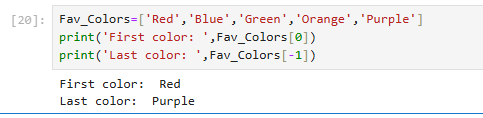 [20]: Fav_Colors=['Red','Blue','Green','Orange','Purple']
print('First color: ',Fav_Colors[0])
print('Last color: ',Fav_Colors[-1])
First color:  Red
Last color:  Purple